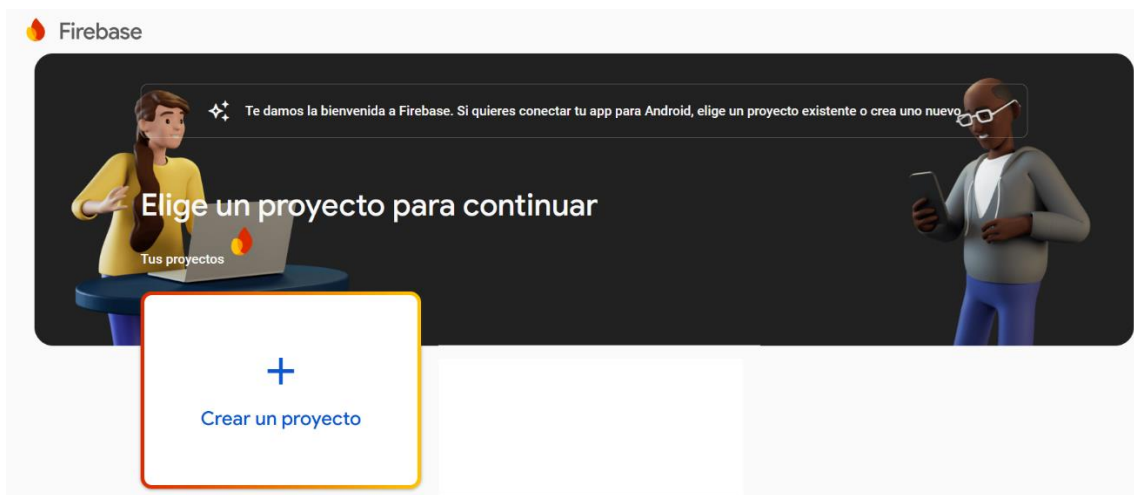 Firebase
Te damos la bienvenida a Firebase. Si quieres conectar tu app para Android, elige un proyecto existente o crea uno nuevo.
Elige un proyecto para continuar
Tus proyectos
Crear un proyecto